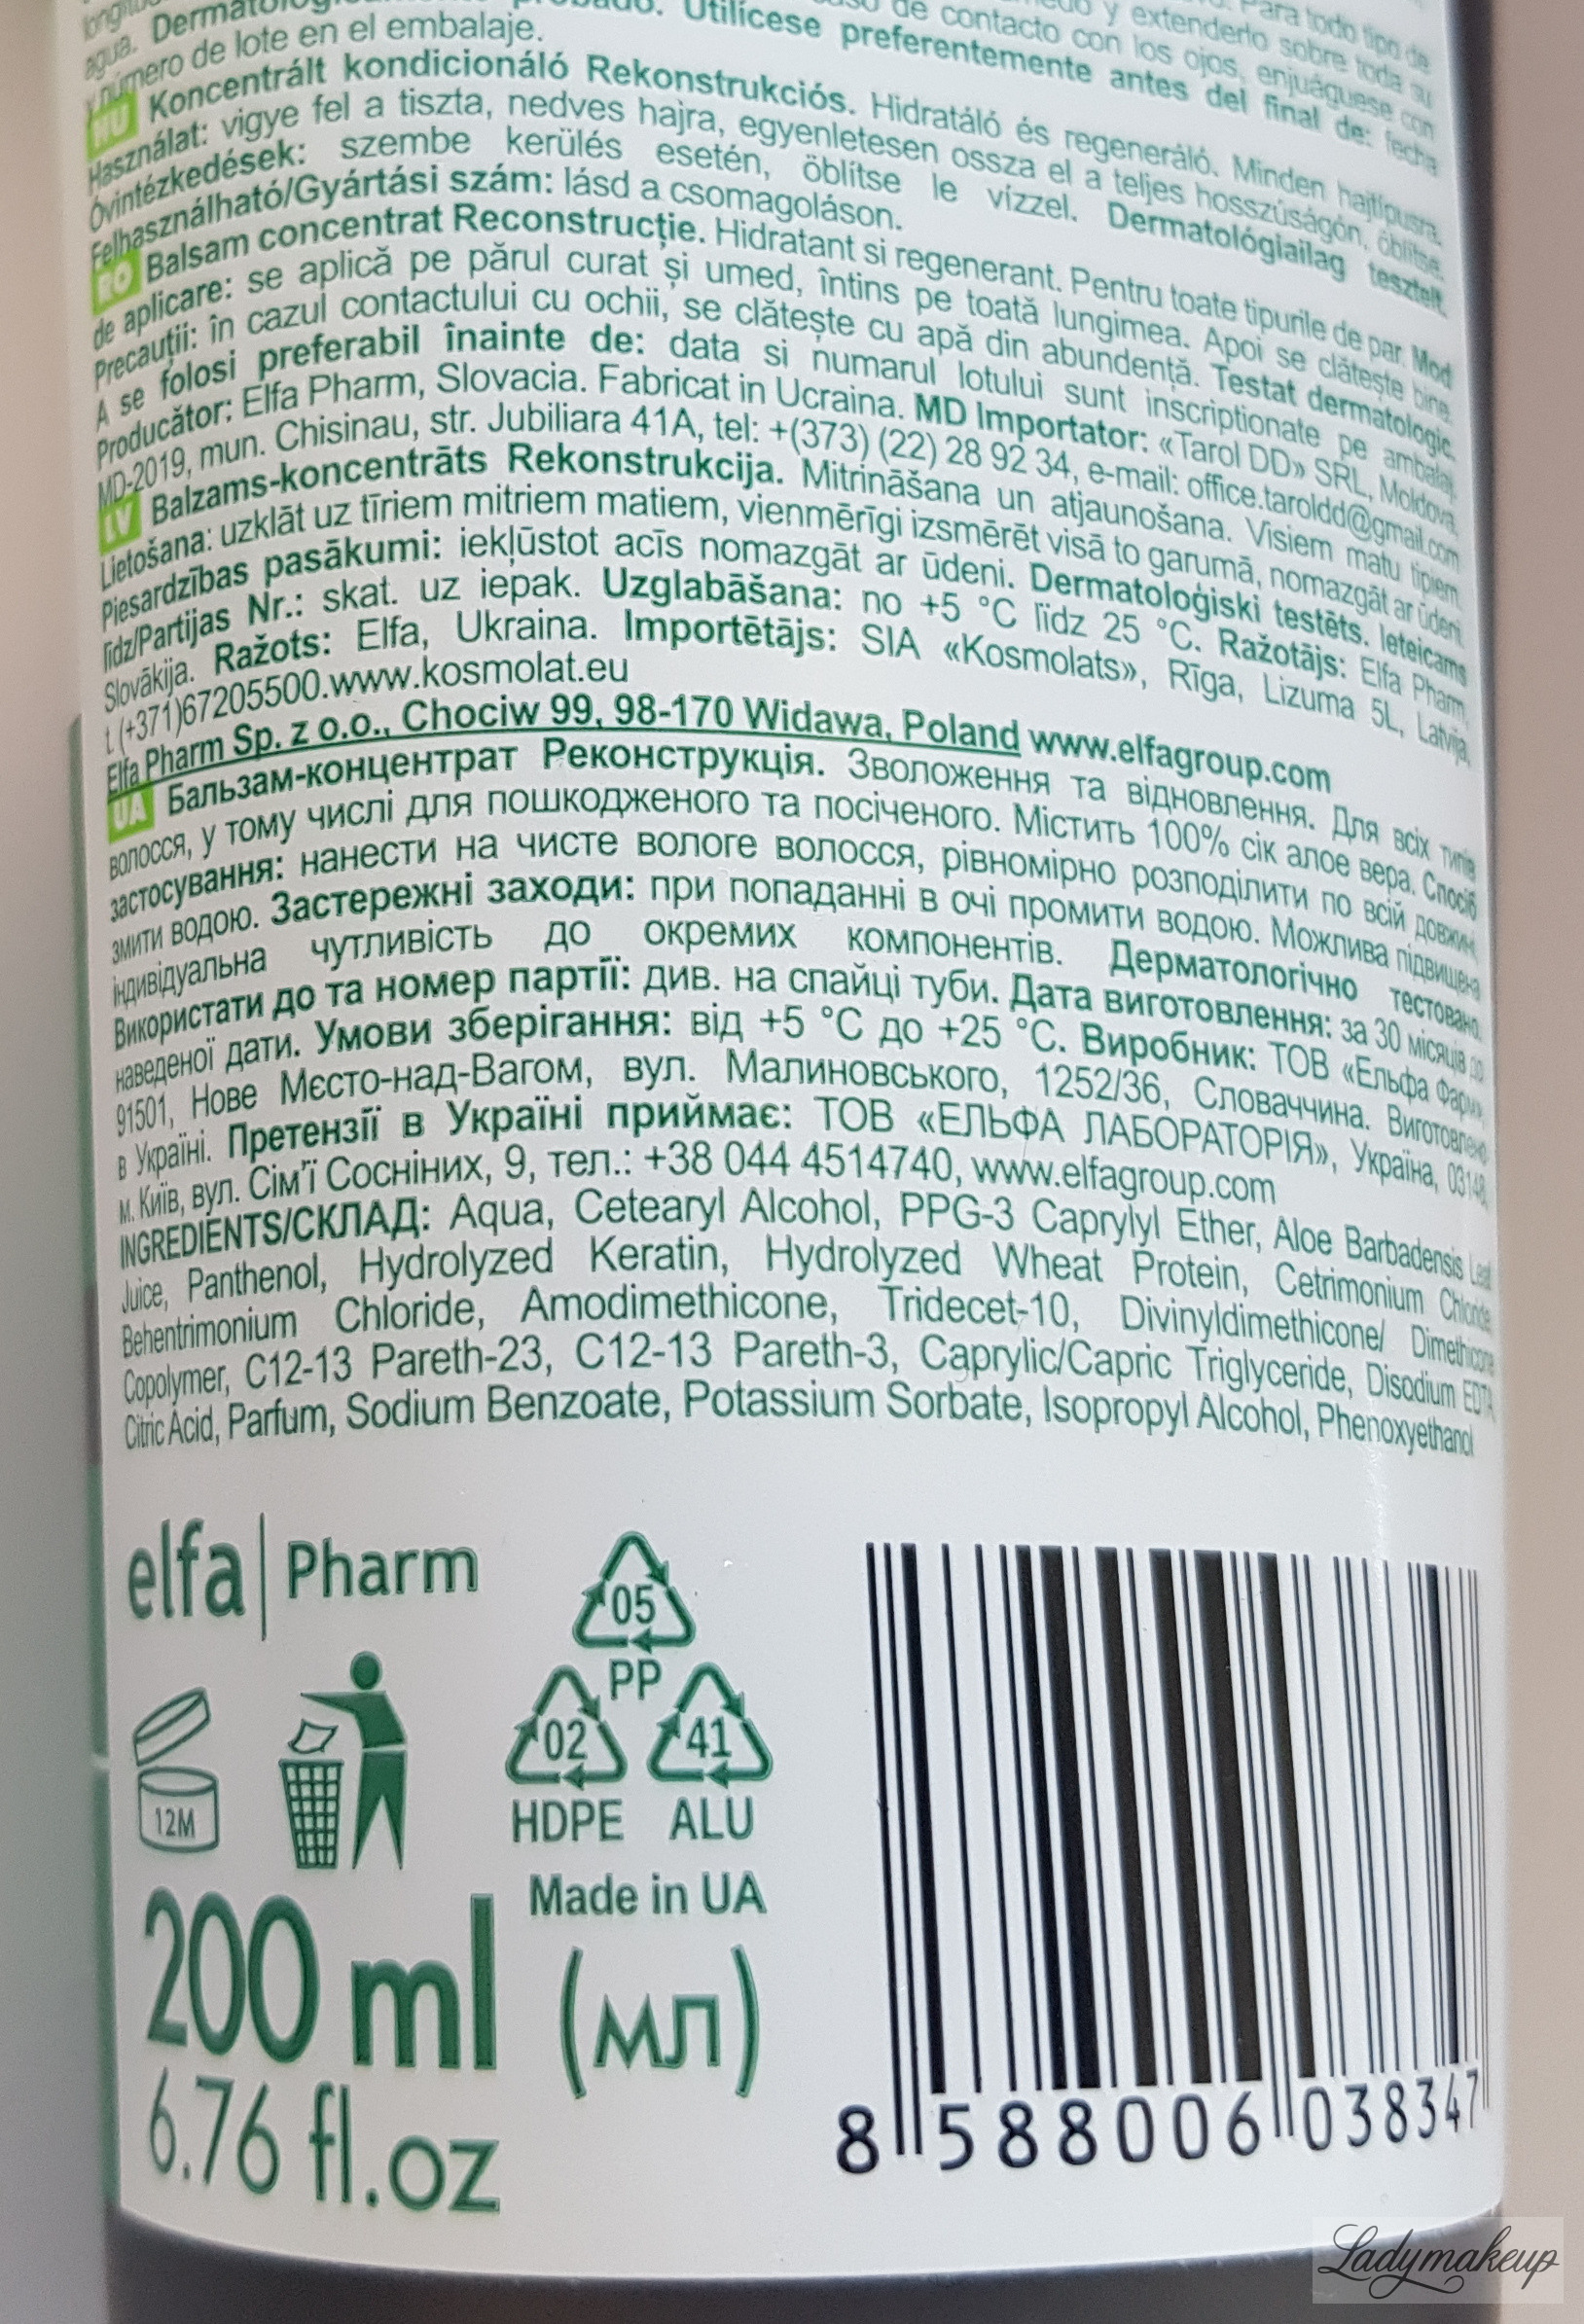 agua. Dermatológicamente probado. Utilícese preferentemente antes del final de: fecha
y número de lote en el embalaje.
HU Koncentrált kondicionáló Rekonstrukciós. Hidratáló és regeneráló. Minden hajtípusra.
Használat: vigye fel a tiszta, nedves hajra, egyenletesen ossza el a teljes hosszúságón, öblítse.
Óvintézkedések: szembe kerülés esetén, öblítse le vízzel. Dermatológiailag tesztelt.
Felhasználható/Gyártási szám: lásd a csomagoláson.
RO Balsam concentrat Reconstrucție. Hidratant si regenerant. Pentru toate tipurile de par. Mod
de aplicare: se aplică pe părul curat și umed, întins pe toată lungimea. Apoi se clătește bine.
Precauții: în cazul contactului cu ochii, se clătește cu apă din abundență. Testat dermatologic.
A se folosi preferabil înainte de: data si numarul lotului sunt inscriptionate pe ambalaj.
Producător: Elfa Pharm, Slovacia. Fabricat in Ucraina. MD Importator: «Tarol DD» SRL, Moldova,
MD-2019, mun. Chisinau, str. Jubiliara 41A, tel: +(373) (22) 28 92 34, e-mail: office.taroldd@gmail.com
LV Balzams-koncentrāts Rekonstrukcija. Mitrināšana un atjaunošana. Visiem matu tipiem.
Lietošana: uzklāt uz tīriem mitriem matiem, vienmērīgi izsmērēt visā to garumā, nomazgāt ar ūdeni.
Piesardzības pasākumi: iekļūstot acīs nomazgāt ar ūdeni. Dermatoloģiski testēts. Ieteicams
līdz/Partijas Nr.: skat. uz iepak. Uzglabāšana: no +5 °C līdz 25 °C. Ražotājs: Elfa Pharm,
Slovākija. Ražots: Elfa, Ukraina. Importētājs: SIA «Kosmolats», Rīga, Lizuma 5L, Latvija,
t.(+371)67205500.www.kosmolat.eu
Elfa Pharm Sp. z o.o., Chociw 99, 98-170 Widawa, Poland www.elfagroup.com
UA Бальзам-концентрат Реконструкція. Зволоження та відновлення. Для всіх типів
волосся, у тому числі для пошкодженого та посіченого. Містить 100% сік алое вера. Спосіб
застосування: нанести на чисте вологе волосся, рівномірно розподілити по всій довжині,
змити водою. Застережні заходи: при попаданні в очі промити водою. Можлива підвищена
індивідуальна чутливість до окремих компонентів. Дерматологічно тестовано.
Використати до та номер партії: див. на спайці туби. Дата виготовлення: за 30 місяців до
наведеної дати. Умови зберігання: від +5 °C до +25 °C. Виробник: ТОВ «Ельфа Фарм»,
91501, Нове Мєсто-над-Вагом, вул. Малиновського, 1252/36, Словаччина. Виготовлено
в Україні. Претензії в Україні приймає: ТОВ «ЕЛЬФА ЛАБОРАТОРІЯ», Україна, 03148,
м. Київ, вул. Сім'ї Сосніних, 9, тел.: +38 044 4514740, www.elfagroup.com
INGREDIENTS/СКЛАД: Aqua, Cetearyl Alcohol, PPG-3 Caprylyl Ether, Aloe Barbadensis Leaf
Juice, Panthenol, Hydrolyzed Keratin, Hydrolyzed Wheat Protein, Cetrimonium Chloride,
Behentrimonium Chloride, Amodimethicone, Tridecet-10, Divinyldimethicone/ Dimethicone
Copolymer, C12-13 Pareth-23, C12-13 Pareth-3, Caprylic/Capric Triglyceride, Disodium EDTA,
Citric Acid, Parfum, Sodium Benzoate, Potassium Sorbate, Isopropyl Alcohol, Phenoxyethanol
elfa Pharm
05
PP
02 41
HDPE ALU
12M
Made in UA
200 ml (мл)
6.76 fl.oz
8 588006 038347
Ladymakeup